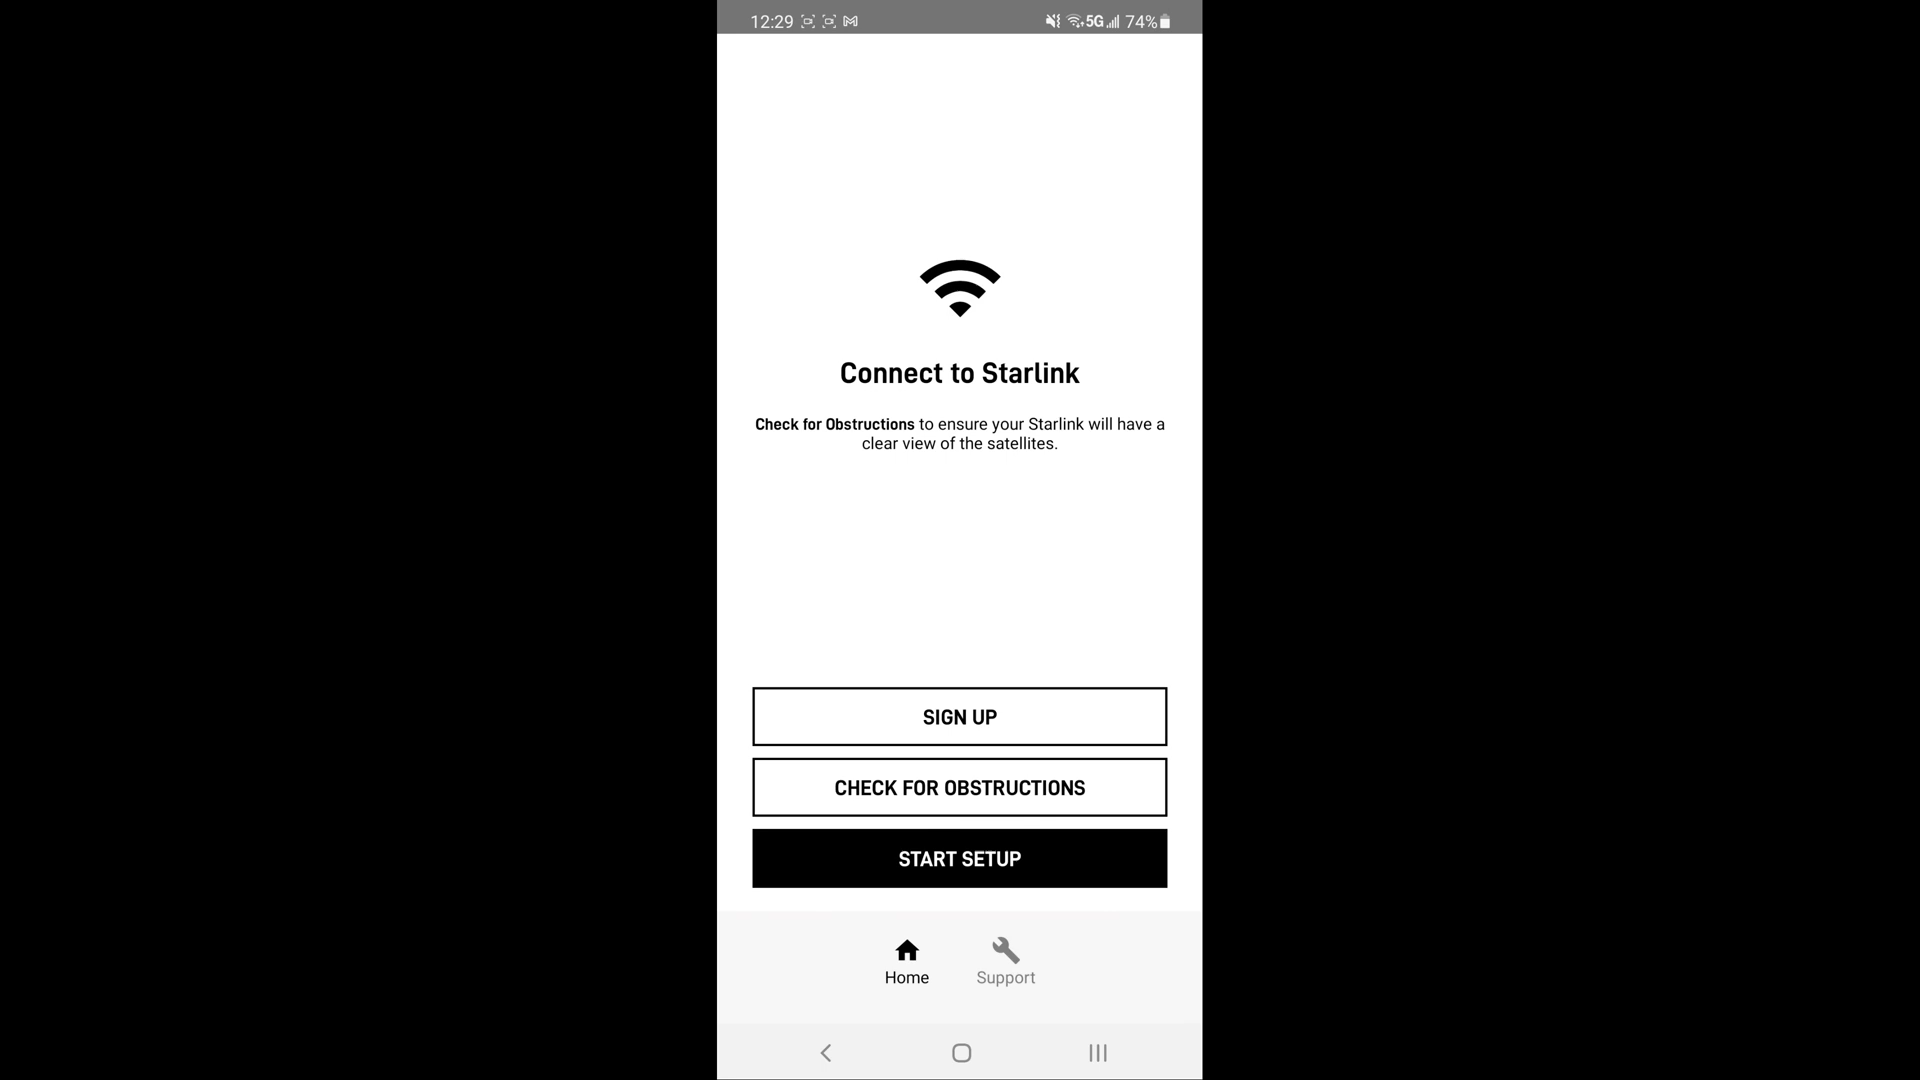 12:29 5G 74%
Connect to Starlink
Check for Obstructions to ensure your Starlink will have a
clear view of the satellites.
SIGN UP
CHECK FOR OBSTRUCTIONS
START SETUP
Home Support